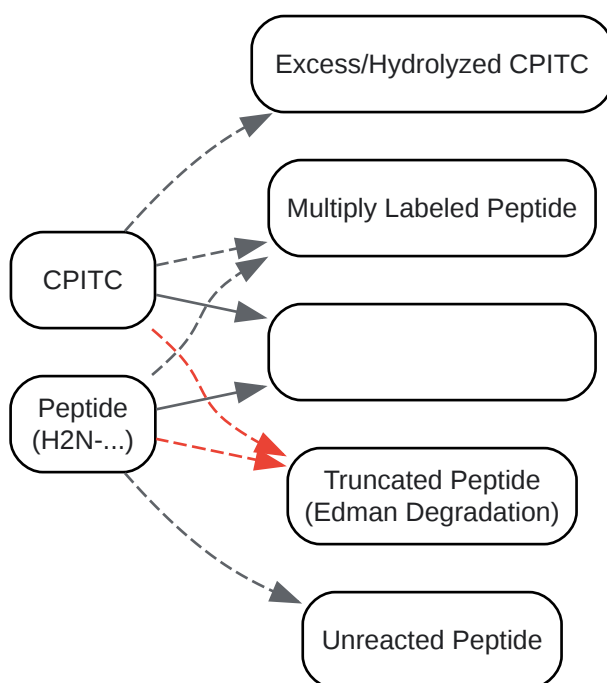 Excess/Hydrolyzed CPITC
Multiply Labeled Peptide
CPITC
Peptide
(H2N-...)
Truncated Peptide
(Edman Degradation)
Unreacted Peptide